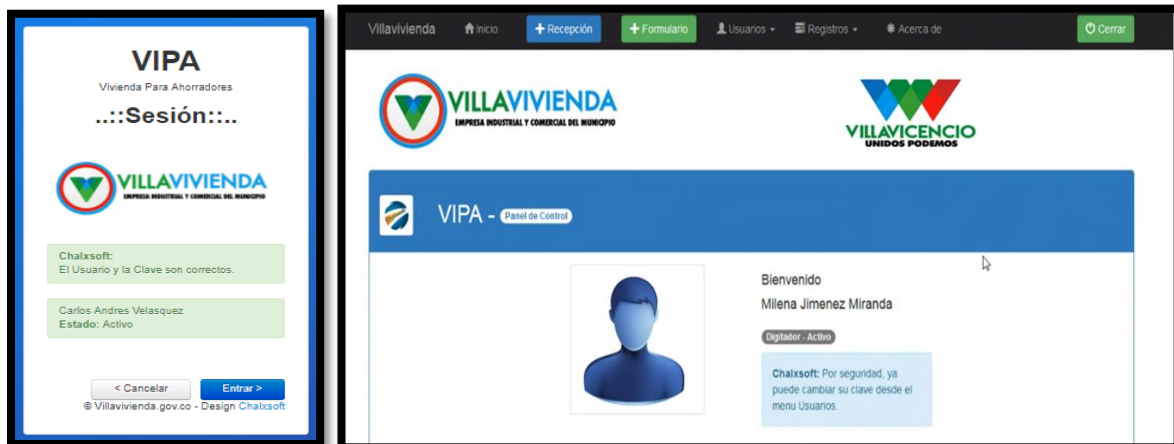 VIPA
Vivienda Para Ahorradores
..::Sesión::..
VILLAVIVIENDA
EMPRESA INDUSTRIAL Y COMERCIAL DEL MUNICIPIO
Chalxsoft:
El Usuario y la Clave son correctos.
Carlos Andres Velasquez
Estado: Activo
< Cancelar
Entrar >
© Villavivienda.gov.co - Design Chalxsoft
Villavivienda Inicio + Recepción + Formulario Usuarios Registros Acerca de Cerrar
VILLAVIVIENDA
EMPRESA INDUSTRIAL Y COMERCIAL DEL MUNICIPIO
VILLAVICENCIO
UNIDOS PODEMOS
VIPA - Panel de Control
Bienvenido
Milena Jimenez Miranda
Digitador - Activo
Chalxsoft: Por seguridad, ya
puede cambiar su clave desde el
menu Usuarios.